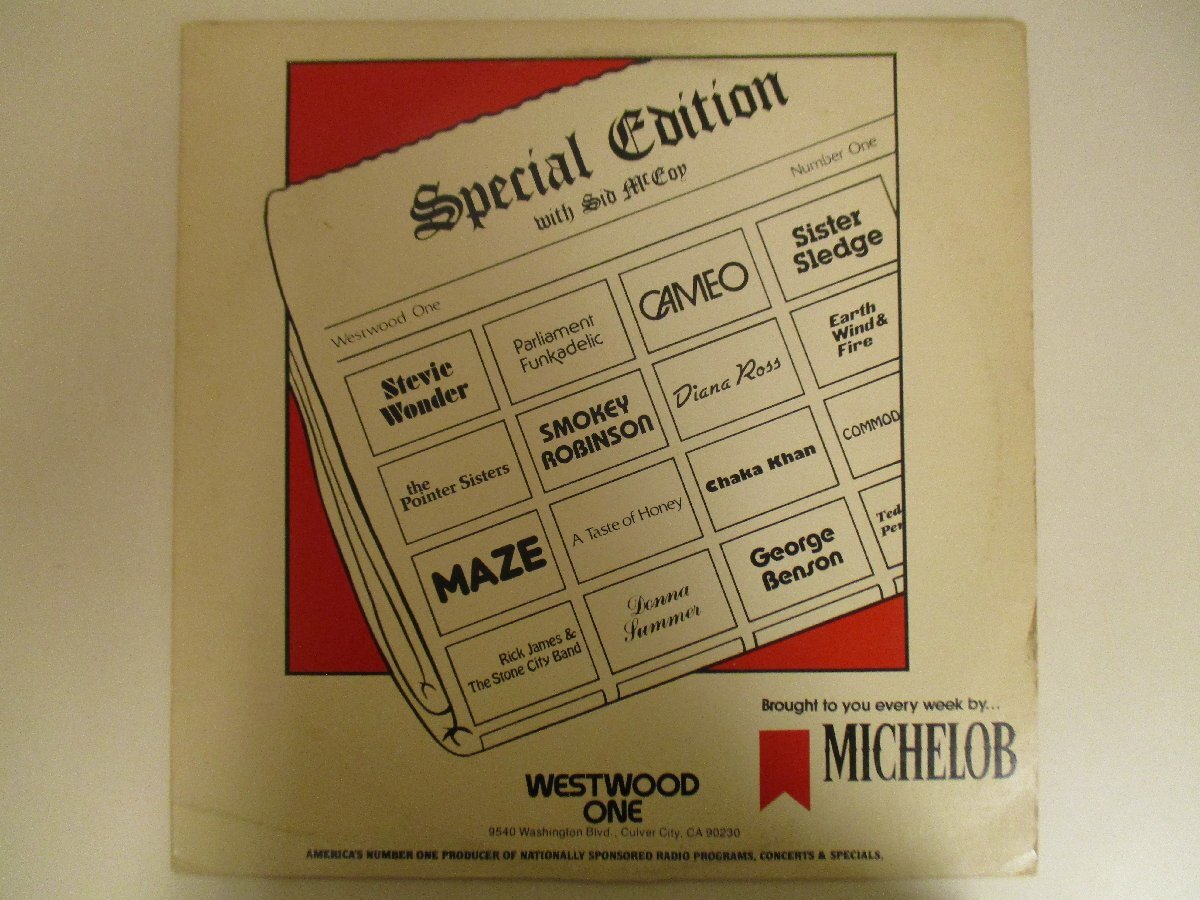 Special Edition
with Sid McCoy
Westwood One
Number One
Stevie
Wonder
Parliament
Funkadelic
CAMEO
Sister
Sledge
the
Pointer Sisters
SMOKEY
ROBINSON
Diana Ross
Earth
Wind &
Fire
MAZE
A Taste of Honey
Chaka Khan
COMMOD
Rick James &
The Stone City Band
Donna
Summer
George
Benson
Ted
Per
Brought to you every week by...
MICHELOB
WESTWOOD
ONE
9540 Washington Blvd., Culver City, CA 90230
AMERICA'S NUMBER ONE PRODUCER OF NATIONALLY SPONSORED RADIO PROGRAMS, CONCERTS & SPECIALS.